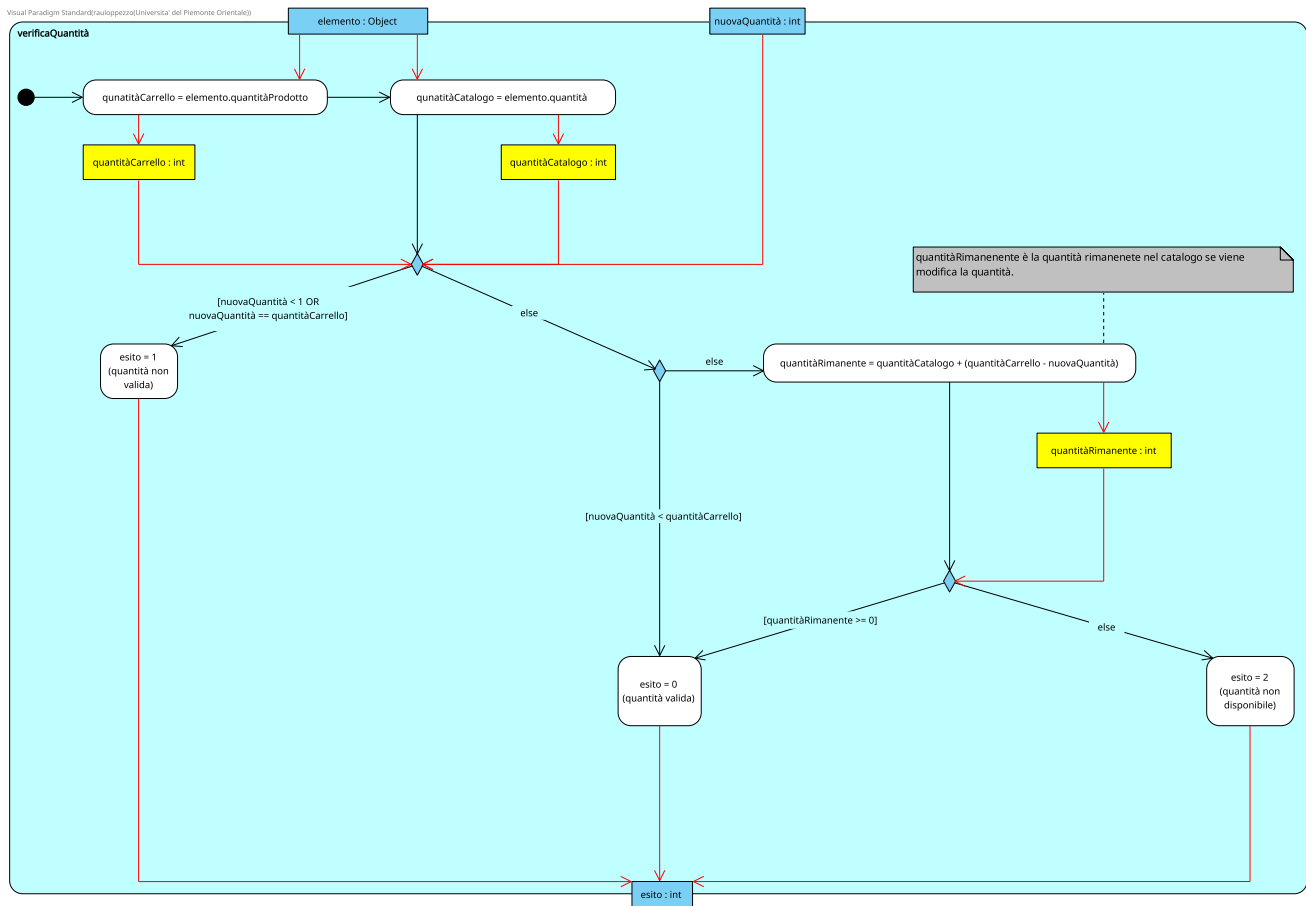 Visual Paradigm Standard(rauloppezzo(Universita' del Piemonte Orientale))
elemento : Object
nuovaQuantità : int
verificaQuantità
qunatitàCarrello = elemento.quantitàProdotto
qunatitàCatalogo = elemento.quantità
quantitàCarrello : int
quantitàCatalogo : int
quantitàRimanenente è la quantità rimanenete nel catalogo se viene
modifica la quantità.
[nuovaQuantità < 1 OR
nuovaQuantità == quantitàCarrello]
else
esito = 1
(quantità non
valida)
else
quantitàRimanente = quantitàCatalogo + (quantitàCarrello - nuovaQuantità)
quantitàRimanente : int
[nuovaQuantità < quantitàCarrello]
[quantitàRimanente >= 0]
else
esito = 0
(quantità valida)
esito = 2
(quantità non
disponibile)
esito : int